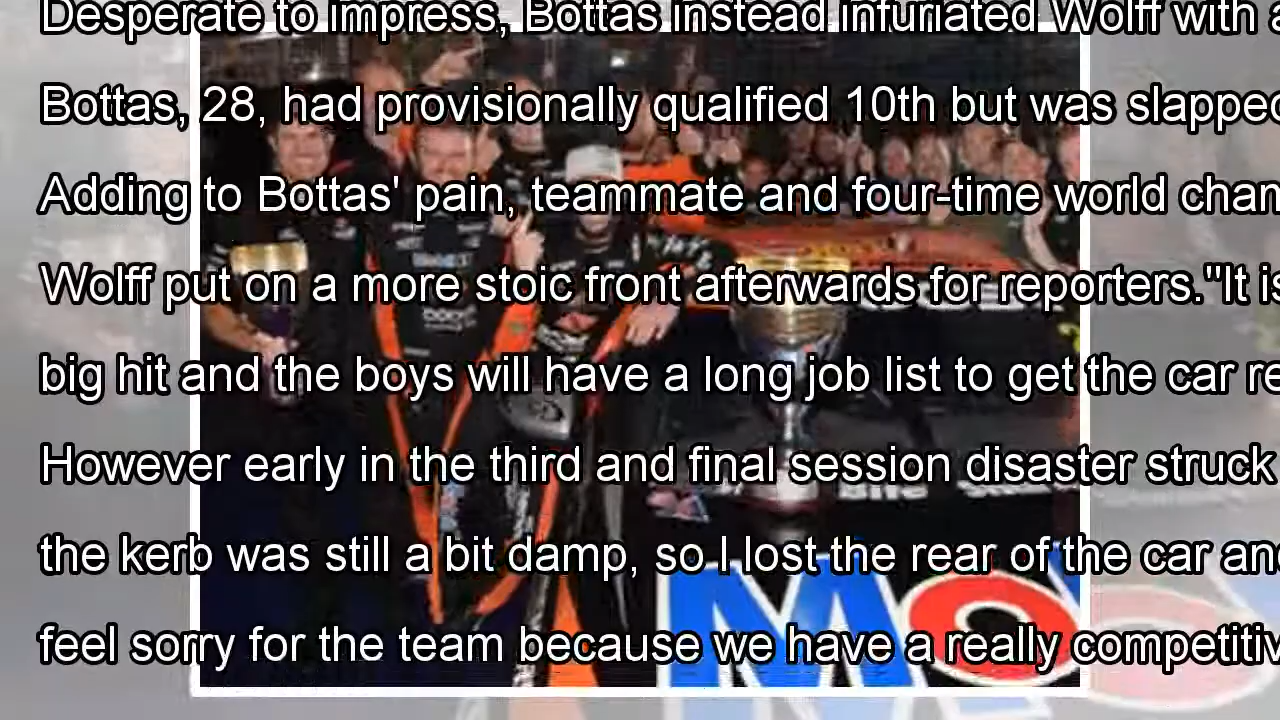 Desperate to impress, Bottas instead infuriated Wolff with a
Bottas, 28, had provisionally qualified 10th but was slapped
Adding to Bottas' pain, teammate and four-time world cham
Wolff put on a more stoic front afterwards for reporters."It is
big hit and the boys will have a long job list to get the car re
However early in the third and final session disaster struck
the kerb was still a bit damp, so I lost the rear of the car and
feel sorry for the team because we have a really competitiv